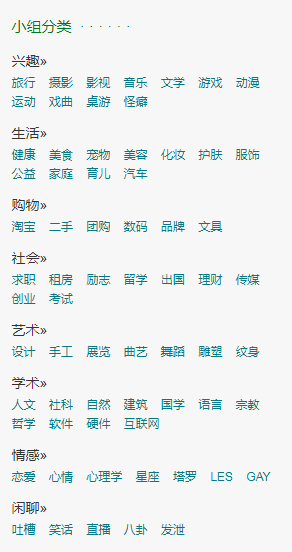 小组分类 · · · · · ·
兴趣»
旅行 摄影 影视 音乐 文学 游戏 动漫
运动 戏曲 桌游 怪癖
生活»
健康 美食 宠物 美容 化妆 护肤 服饰
公益 家庭 育儿 汽车
购物»
淘宝 二手 团购 数码 品牌 文具
社会»
求职 租房 励志 留学 出国 理财 传媒
创业 考试
艺术»
设计 手工 展览 曲艺 舞蹈 雕塑 纹身
学术»
人文 社科 自然 建筑 国学 语言 宗教
哲学 软件 硬件 互联网
情感»
恋爱 心情 心理学 星座 塔罗 LES GAY
闲聊»
吐槽 笑话 直播 八卦 发泄